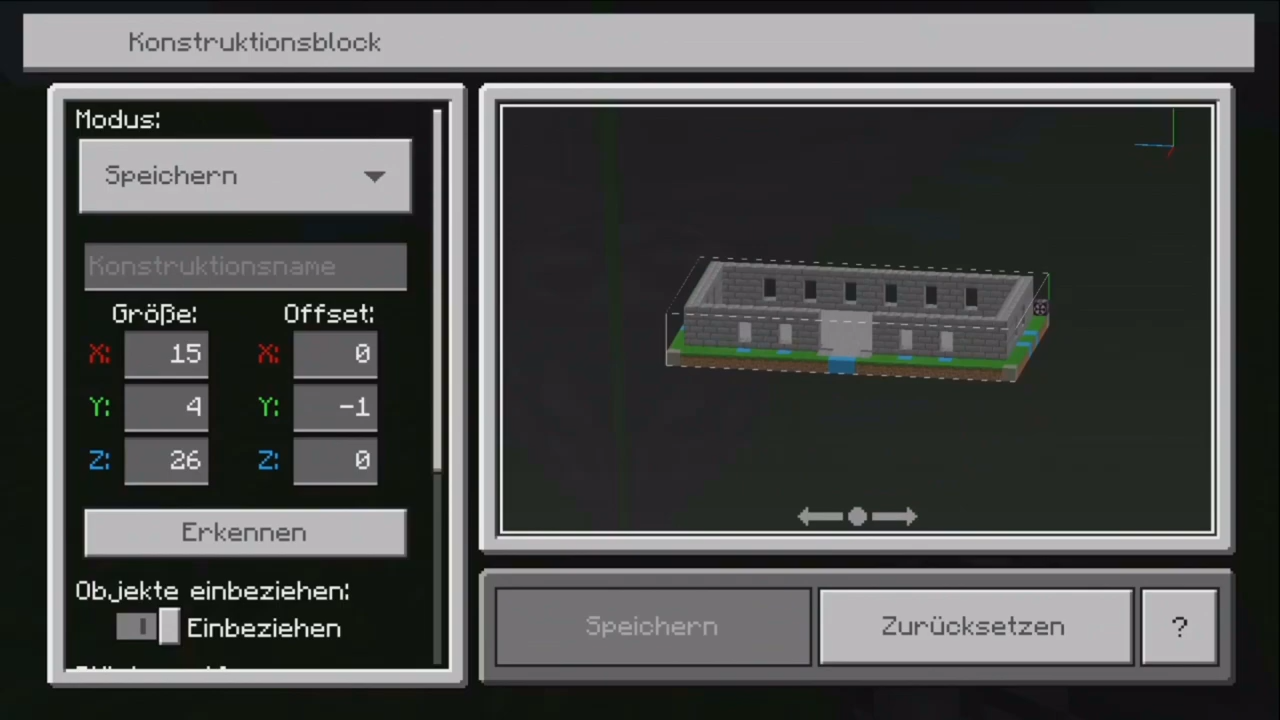 Konstruktionsblock
Modus:
Speichern
Konstruktionsname
Größe: Offset:
X: 15 X: 0
Y: 4 Y: -1
Z: 26 Z: 0
Erkennen
Objekte einbeziehen:
Einbeziehen
Speichern Zurücksetzen ?